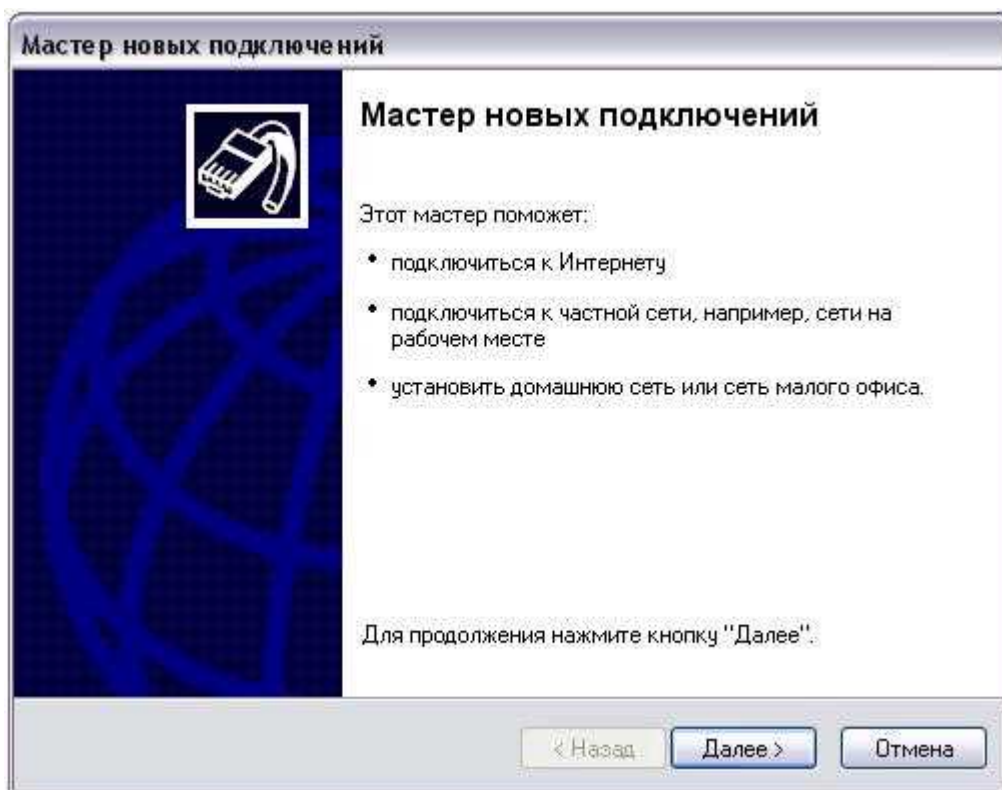 Мастер новых подключений
Мастер новых подключений
Этот мастер поможет:
• подключиться к Интернету
• подключиться к частной сети, например, сети на
рабочем месте
• установить домашнюю сеть или сеть малого офиса.
Для продолжения нажмите кнопку "Далее".
< Назад Далее > Отмена